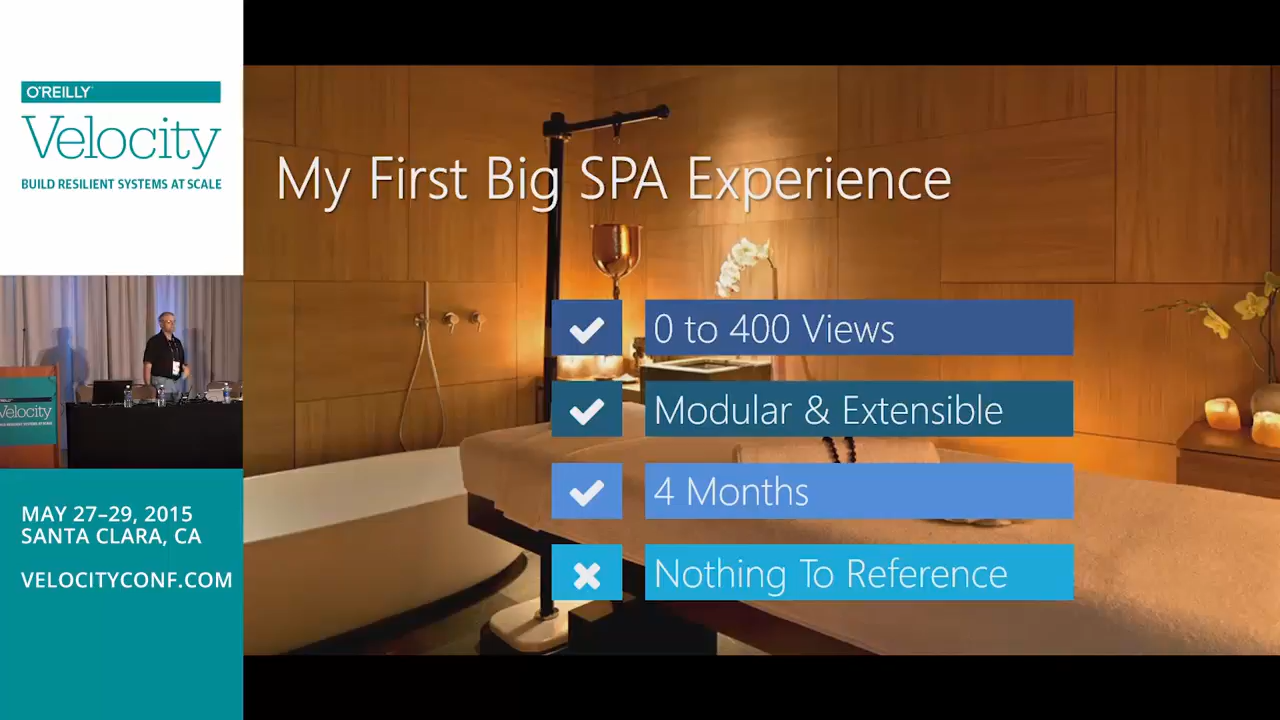 O'REILLY
Velocity
BUILD RESILIENT SYSTEMS AT SCALE
My First Big SPA Experience
0 to 400 Views
Modular & Extensible
4 Months
Nothing To Reference
Velocity
MAY 27–29, 2015
SANTA CLARA, CA
VELOCITYCONF.COM